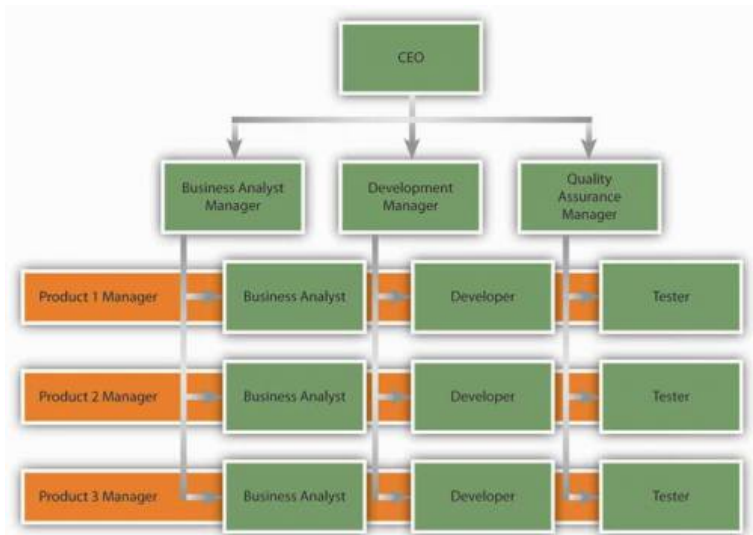 CEO
Business Analyst
Manager
Development
Manager
Quality
Assurance
Manager
Product 1 Manager
Business Analyst
Developer
Tester
Product 2 Manager
Business Analyst
Developer
Tester
Product 3 Manager
Business Analyst
Developer
Tester